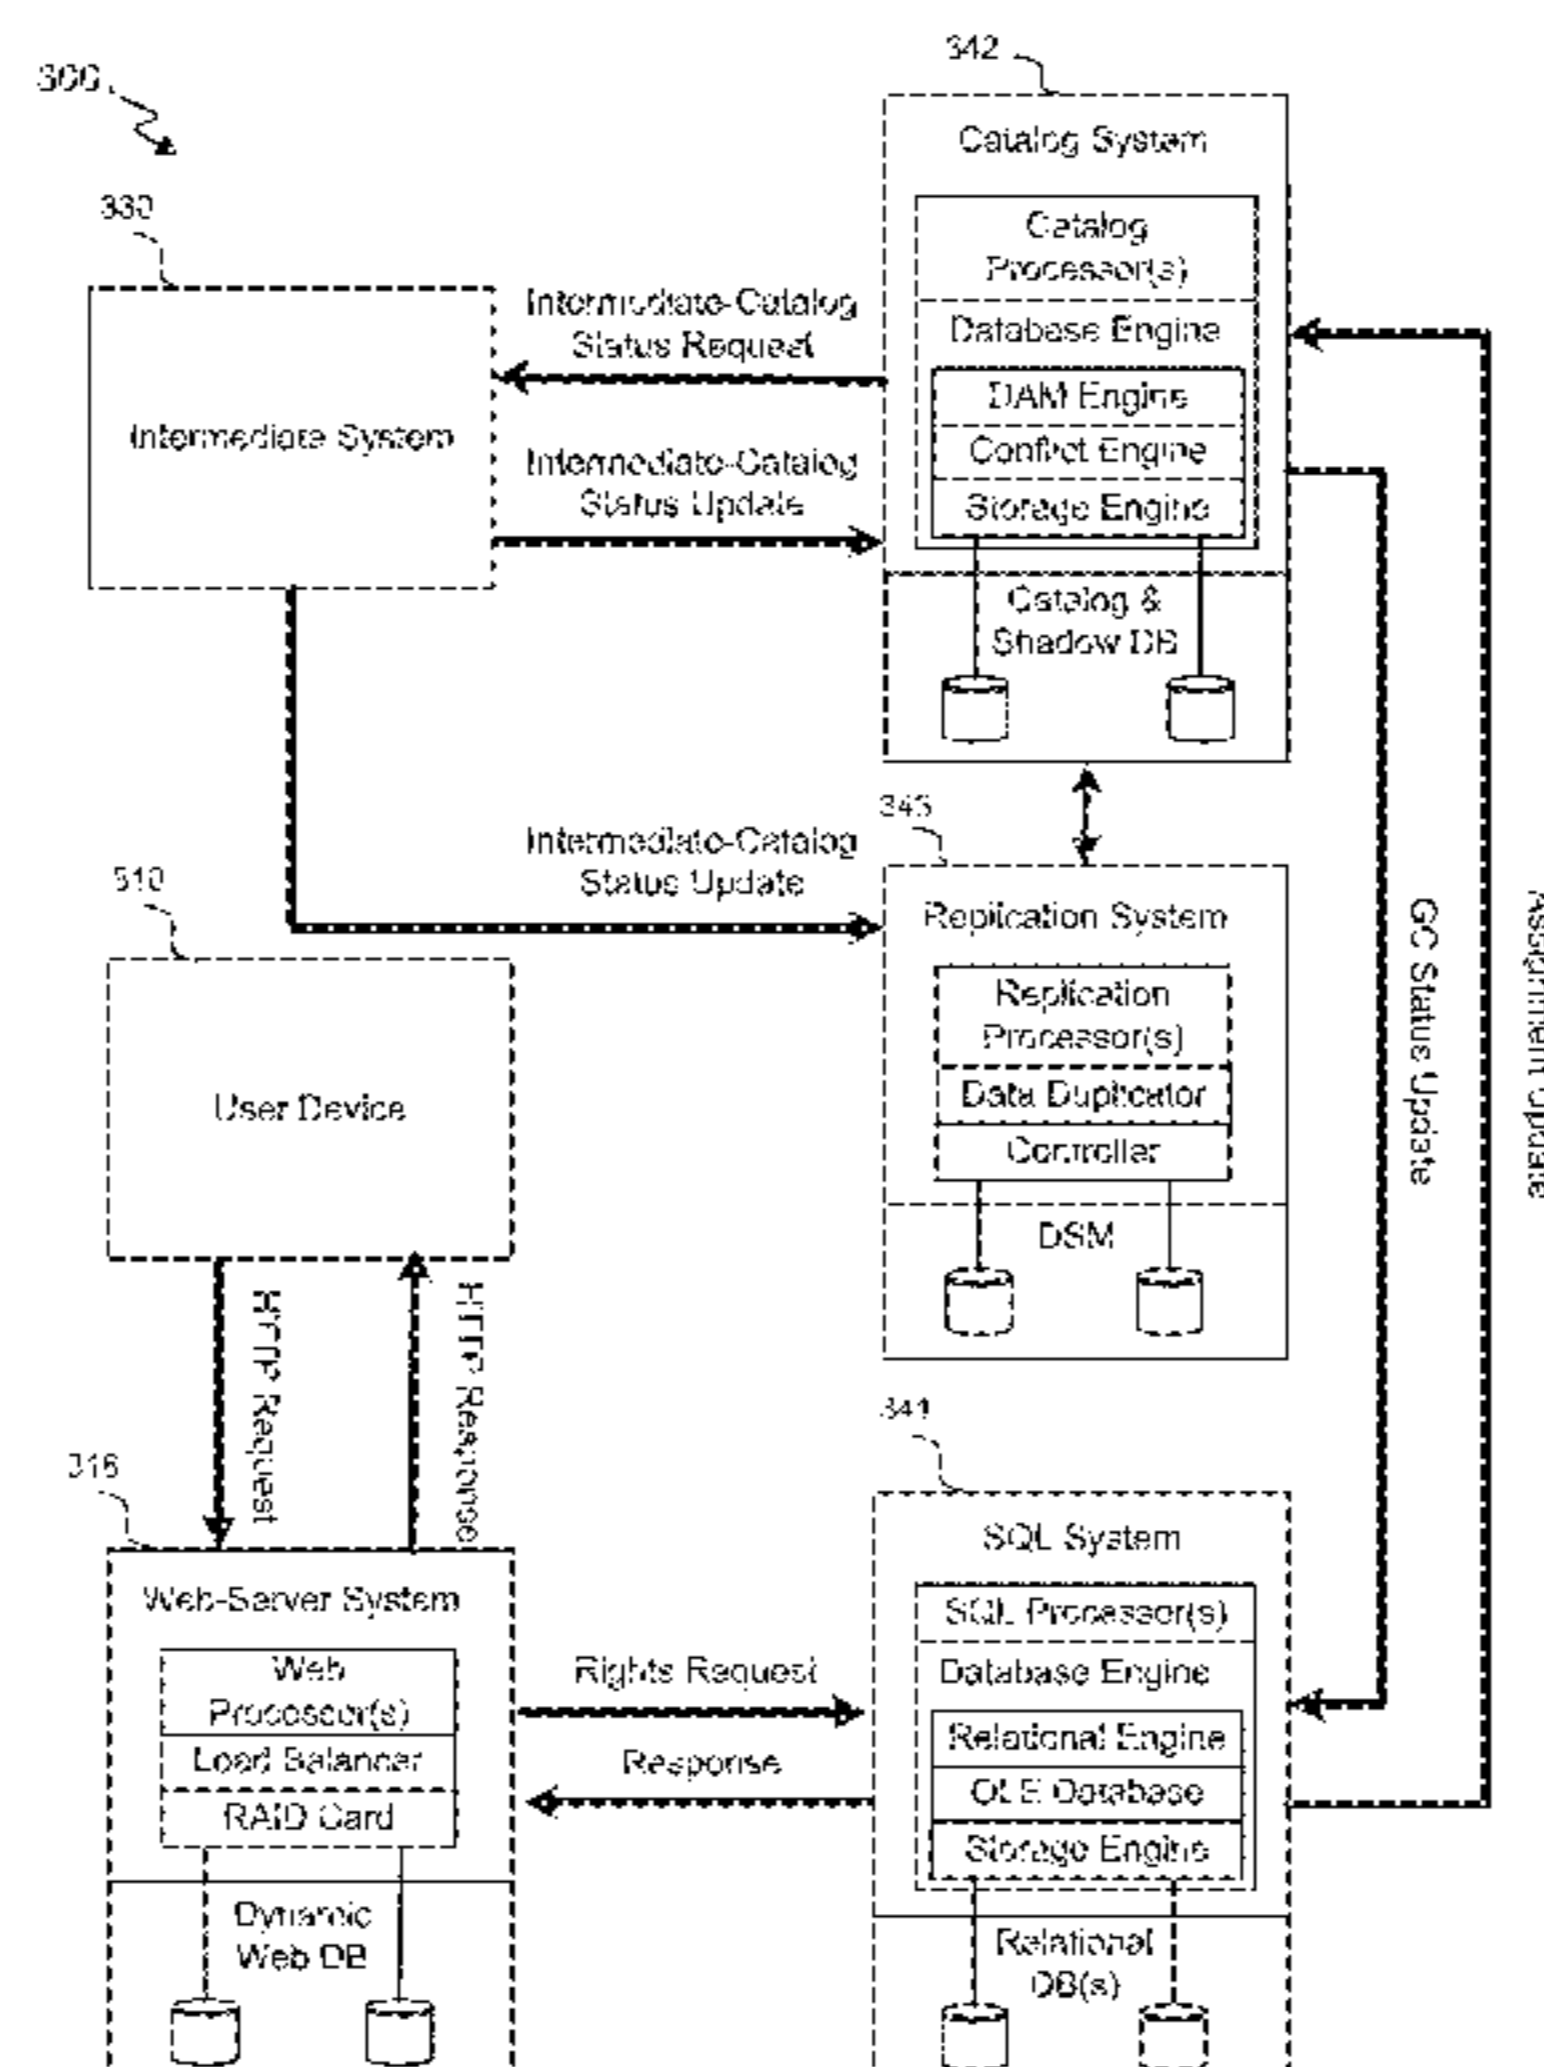 300
342
Catalog System
Catalog
Processor(s)
Database Engine
DAM Engine
Conflict Engine
Storage Engine
Catalog &
Shadow DB
330
Intermediate System
Intermediate-Catalog
Status Request
Intermediate-Catalog
Status Update
Intermediate-Catalog
Status Update
343
Replication System
Replication
Processor(s)
Data Duplicator
Controller
DSM
GC Status Update
Assignment Update
310
User Device
HTTP Request
HTTP Response
316
Web-Server System
Web
Processor(s)
Load Balancer
RAID Card
Dynamic
Web DB
Rights Request
Response
341
SQL System
SQL Processor(s)
Database Engine
Relational Engine
OLE Database
Storage Engine
Relational
DB(s)